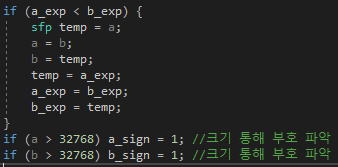 if (a_exp < b_exp) {
    sfp temp = a;
    a = b;
    b = temp;
    temp = a_exp;
    a_exp = b_exp;
    b_exp = temp;
}
if (a > 32768) a_sign = 1; //크기 통해 부호 파악
if (b > 32768) b_sign = 1; //크기 통해 부호 파악